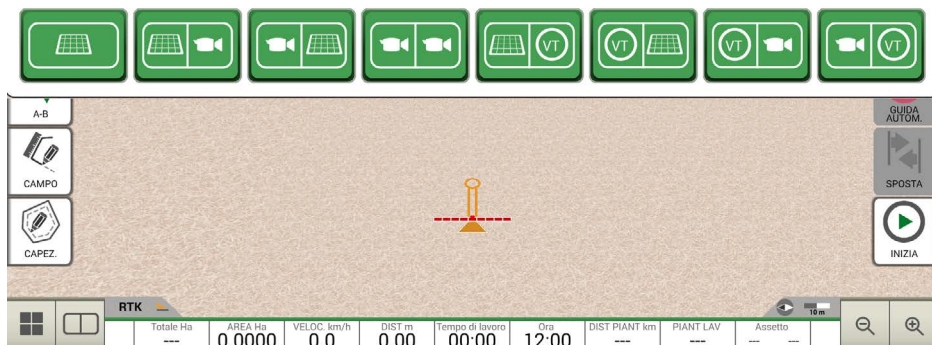 VT
VT
VT
VT
A-B
GUIDA
AUTOM.
CAMPO
SPOSTA
CAPEZ.
INIZIA
RTK
10 m
Totale Ha AREA Ha VELOC. km/h DIST m Tempo di lavoro Ora DIST PIANT km PIANT LAV Assetto
--- 0.0000 0.0 0.00 00:00 12:00 --- --- --- ---